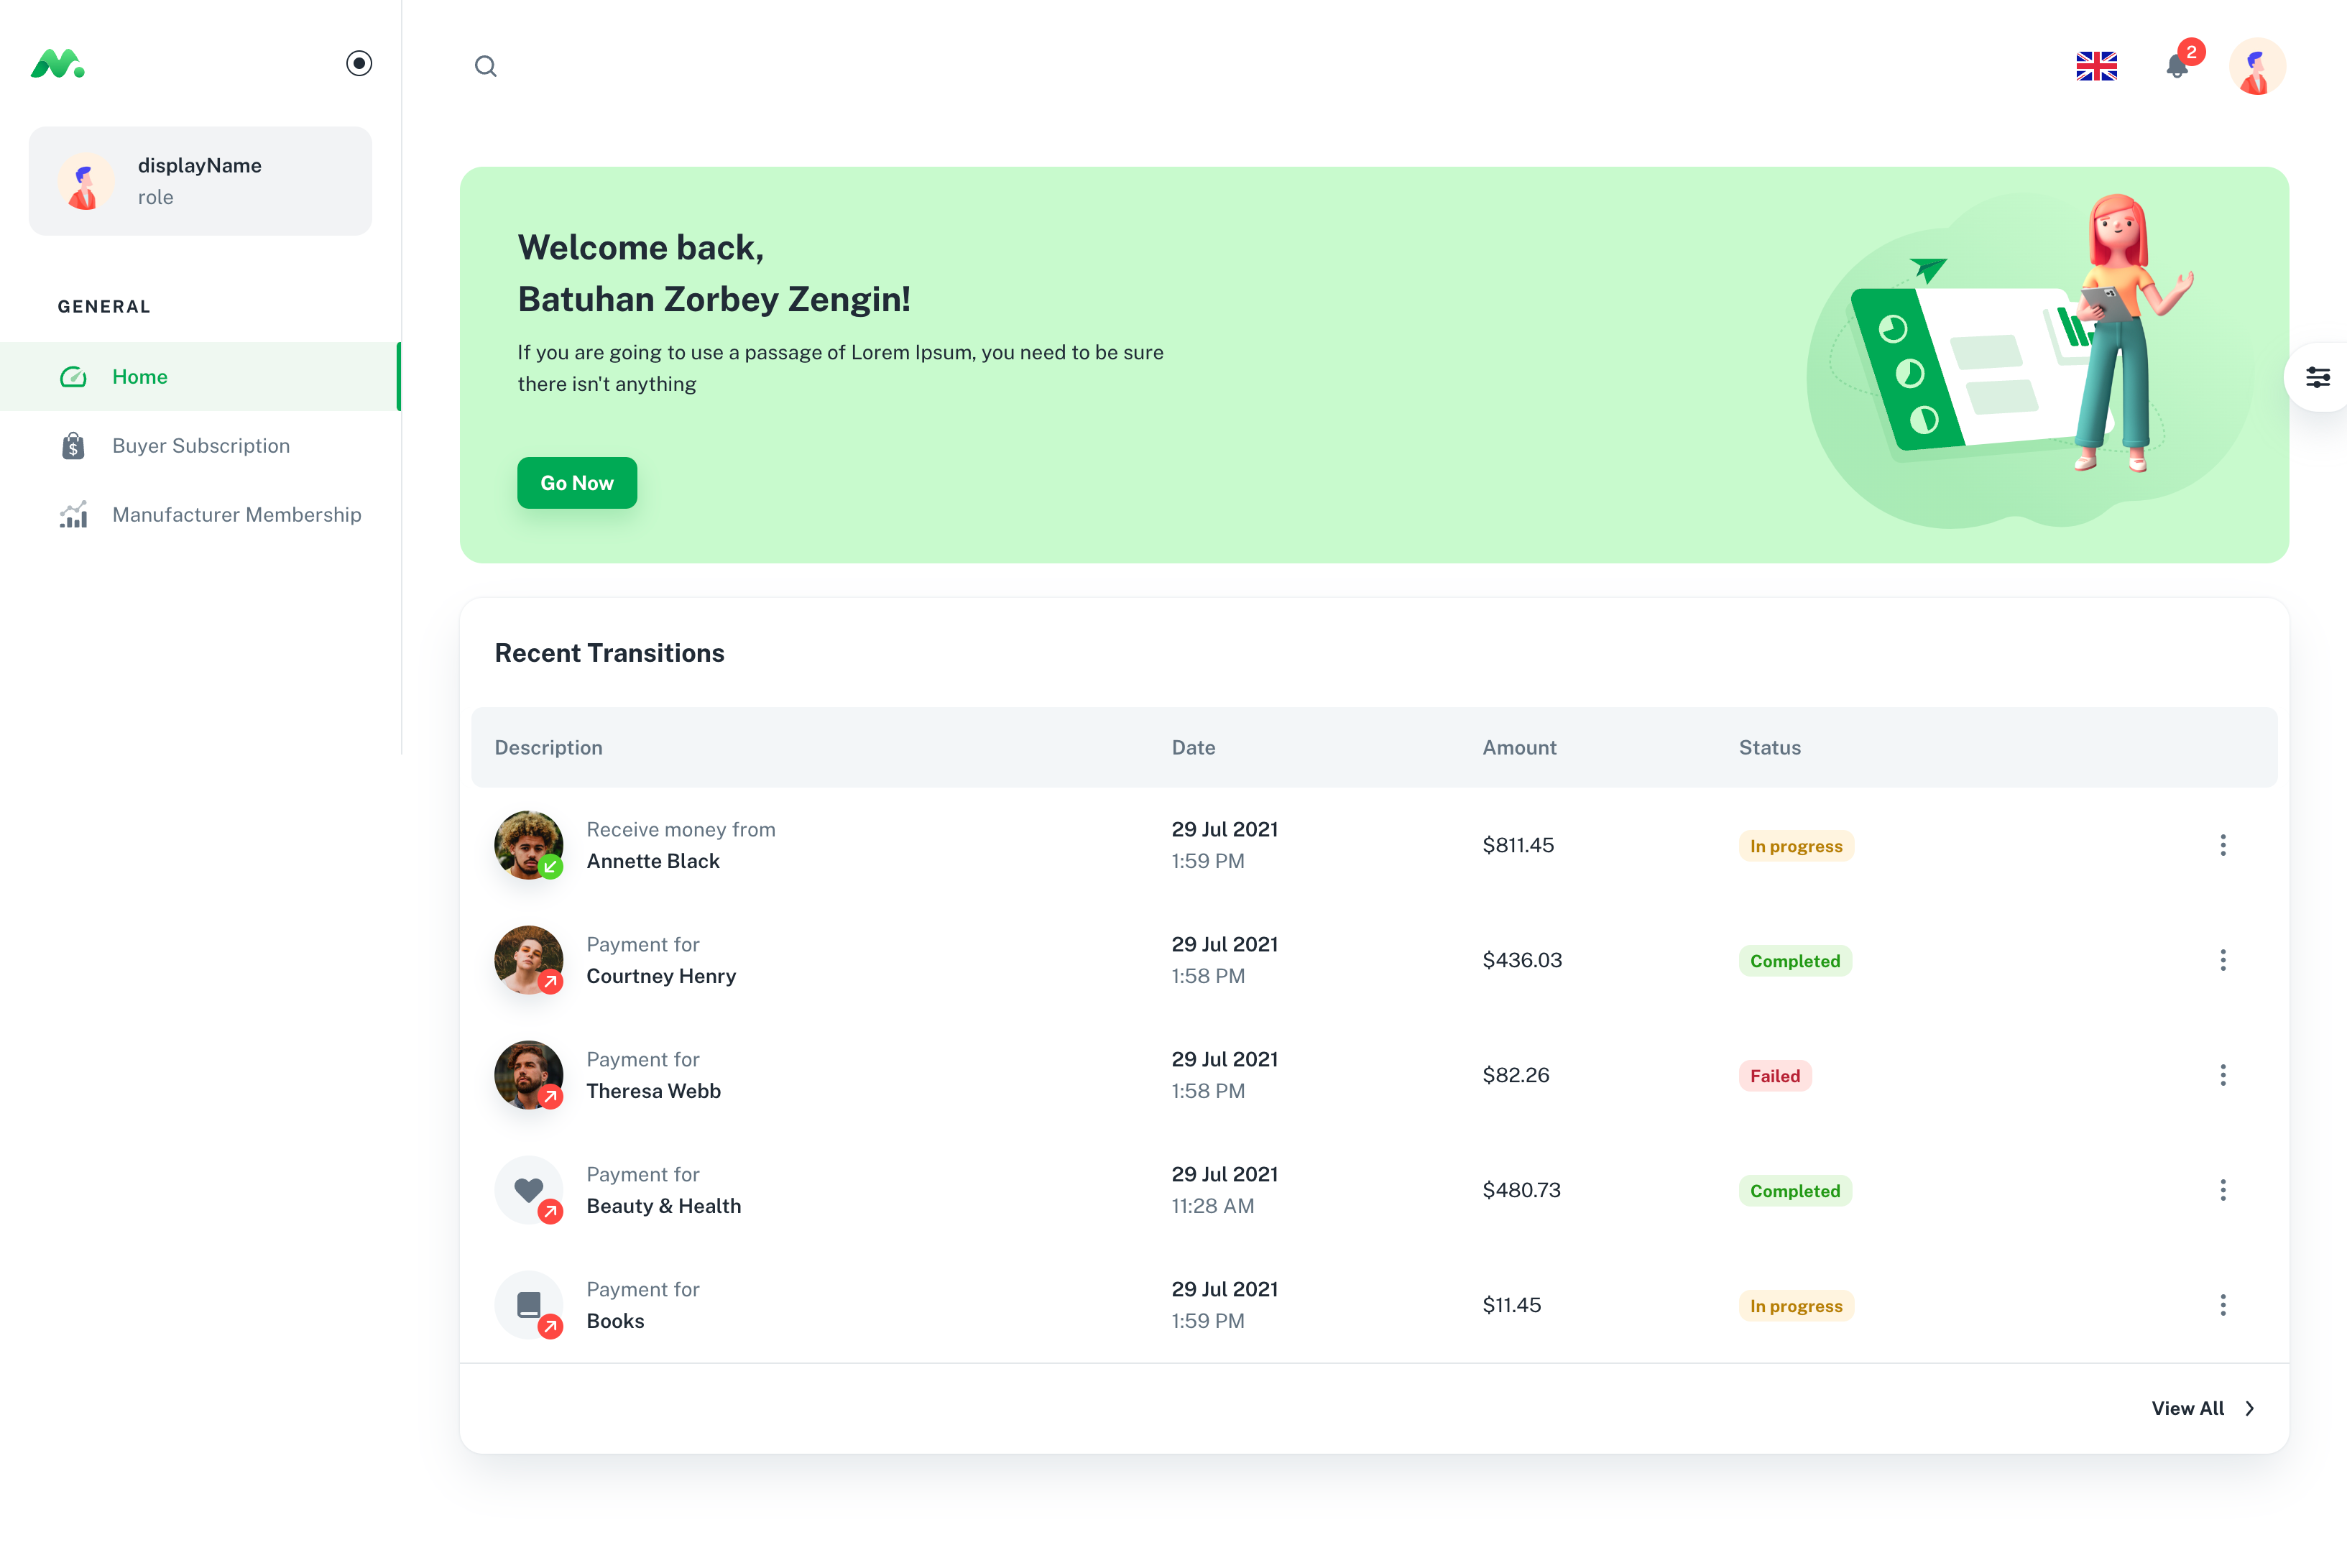 2
displayName
role
GENERAL
Home
Buyer Subscription
Manufacturer Membership
Welcome back,
Batuhan Zorbey Zengin!
If you are going to use a passage of Lorem Ipsum, you need to be sure
there isn't anything
Go Now
Recent Transitions
Description Date Amount Status
Receive money from
Annette Black
29 Jul 2021
1:59 PM
$811.45
In progress
Payment for
Courtney Henry
29 Jul 2021
1:58 PM
$436.03
Completed
Payment for
Theresa Webb
29 Jul 2021
1:58 PM
$82.26
Failed
Payment for
Beauty & Health
29 Jul 2021
11:28 AM
$480.73
Completed
Payment for
Books
29 Jul 2021
1:59 PM
$11.45
In progress
View All